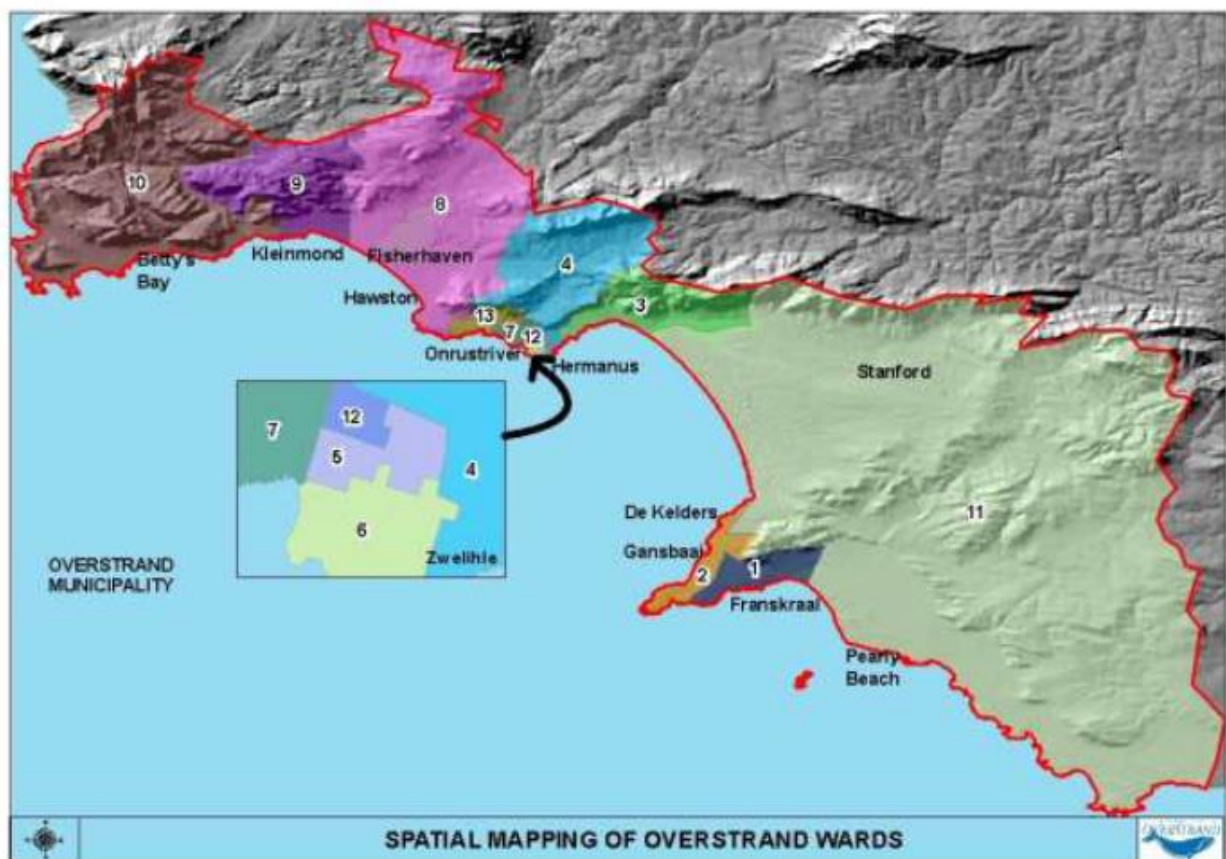 10
9
8
Betty's
Bay
Kleinmond
Fisherhaven
4
Hawston
3
13
7
12
Onrustriver
Hermanus
Stanford
7
12
5
4
6
Zwelihle
OVERSTRAND
MUNICIPALITY
De Kelders
11
Gansbaai
2
1
Franskraal
Pearly
Beach
SPATIAL MAPPING OF OVERSTRAND WARDS
OVERSTRAND